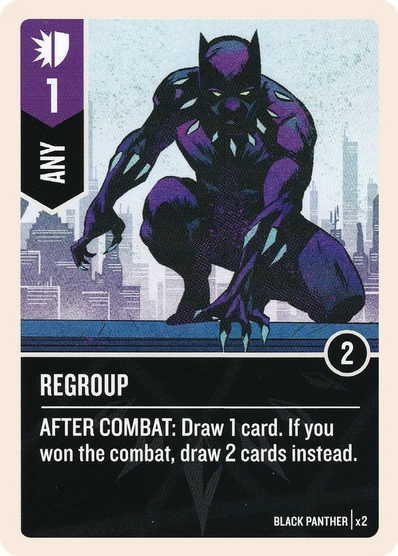 1
ANY
2
REGROUP
AFTER COMBAT: Draw 1 card. If you
won the combat, draw 2 cards instead.
BLACK PANTHER | x2